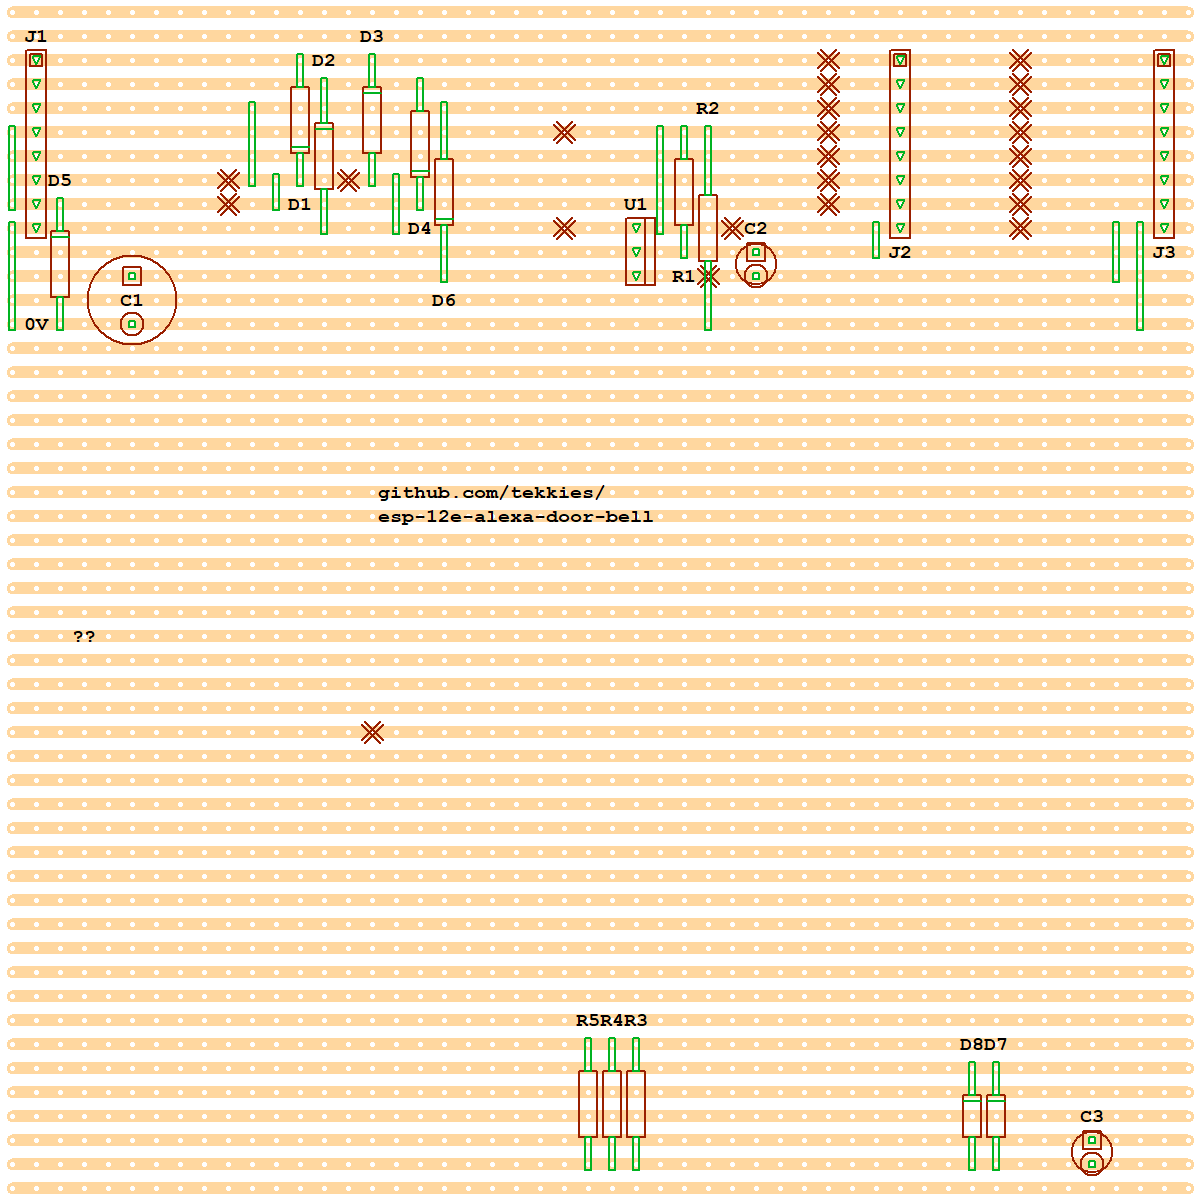 J1
D3
D2
R2
D5
D1
U1
D4
C2
J2
J3
R1
C1
D6
0V
github.com/tekkies/
esp-12e-alexa-door-bell
??
R5R4R3
D8D7
C3